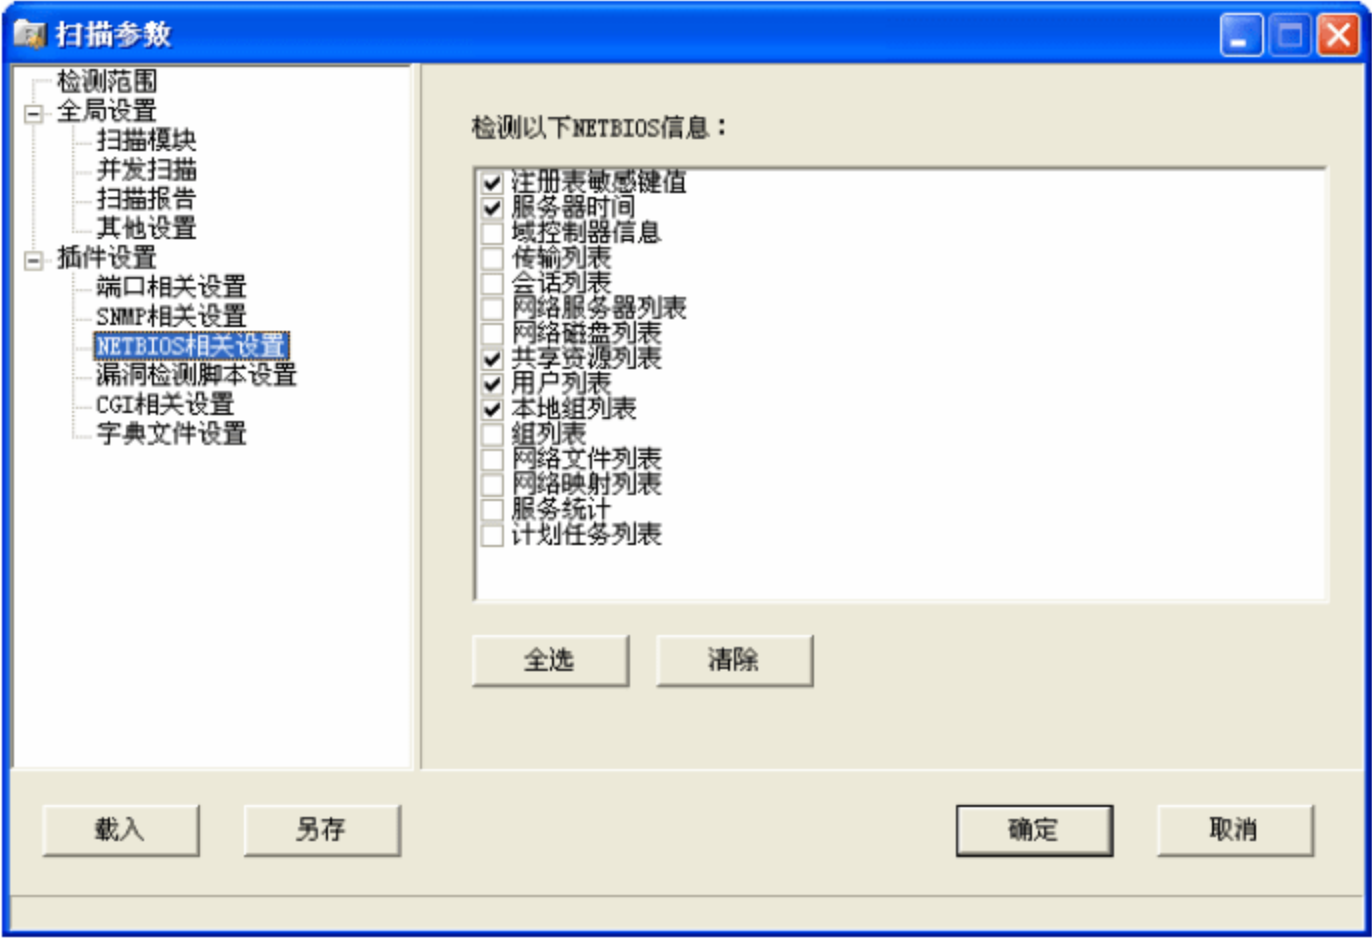 扫描参数
检测范围
全局设置
扫描模块
并发扫描
扫描报告
其他设置
插件设置
端口相关设置
SNMP相关设置
NETBIOS相关设置
漏洞检测脚本设置
CGI相关设置
字典文件设置
检测以下NETBIOS信息：
注册表敏感键值
服务器时间
域控制器信息
传输列表
会话列表
网络服务器列表
网络磁盘列表
共享资源列表
用户列表
本地组列表
组列表
网络文件列表
网络映射列表
服务统计
计划任务列表
全选 清除
载入 另存 确定 取消